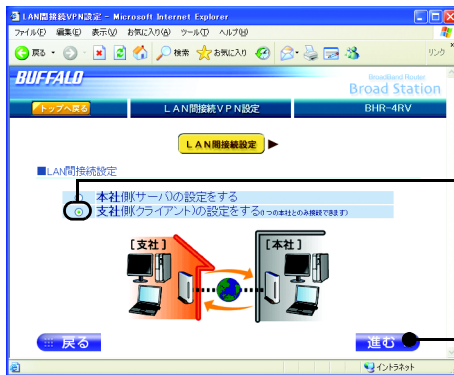 LAN間接続VPN設定 - Microsoft Internet Explorer
ファイル(F) 編集(E) 表示(V) お気に入り(A) ツール(T) ヘルプ(H)
戻る 検索 お気に入り リンク
BUFFALO
BroadBand Router
Broad Station
トップへ戻る LAN間接続VPN設定 BHR-4RV
LAN間接続設定
■LAN間接続設定
本社側(サーバ)の設定をする
支社側(クライアント)の設定をする(1つの本社とのみ接続できます)
[支社] [本社]
戻る 進む
イントラネット